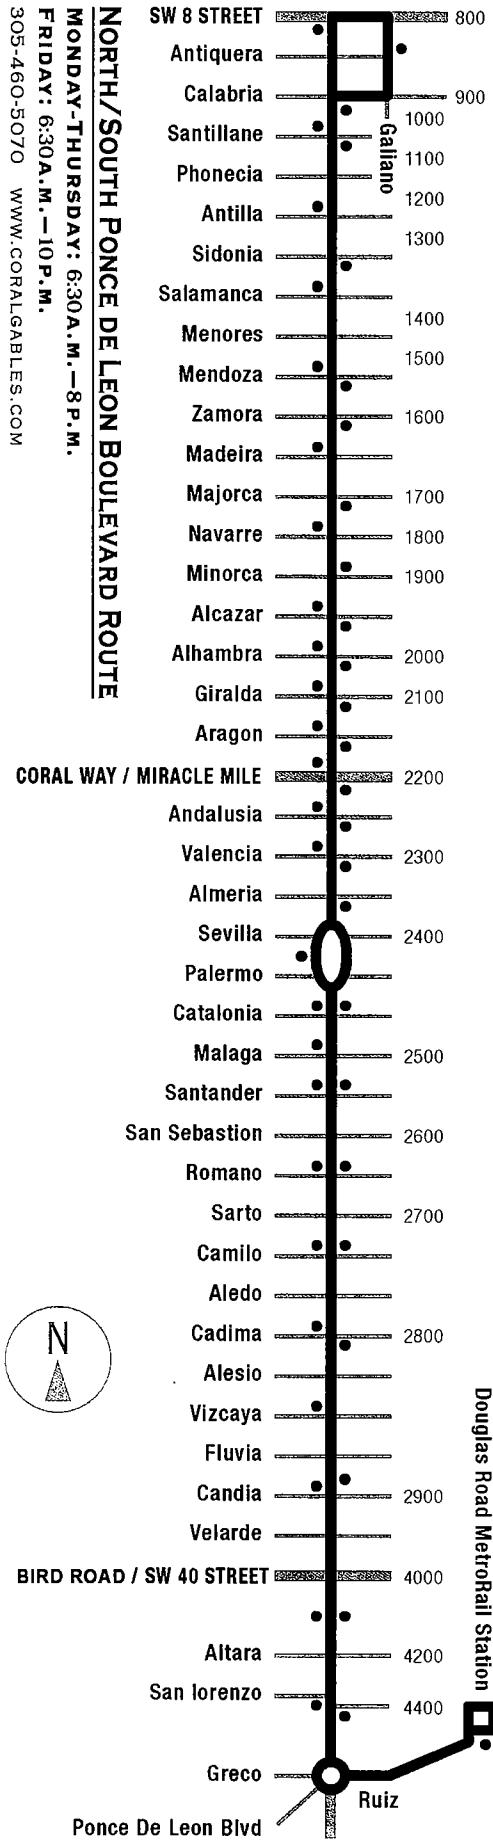 NORTH/SOUTH PONCE DE LEON BOULEVARD ROUTE
MONDAY-THURSDAY: 6:30A.M.—8P.M.
FRIDAY: 6:30A.M.—10P.M.
305-460-5070 WWW.CORALGABLES.COM
SW 8 STREET 800
Antiquera
Calabria 900
Galiano
1000
Santillane
1100
Phonecia
1200
Antilla
1300
Sidonia
Salamanca
1400
Menores
1500
Mendoza
Zamora 1600
Madeira
Majorca 1700
Navarre 1800
Minorca 1900
Alcazar
Alhambra 2000
Giralda 2100
Aragon
CORAL WAY / MIRACLE MILE 2200
Andalusia
Valencia 2300
Almeria
Sevilla 2400
Palermo
Catalonia
Malaga 2500
Santander
San Sebastion 2600
Romano
Sarto 2700
Camilo
Aledo
Cadima 2800
N
Alesio
Vizcaya
Fluvia
Candia 2900
Velarde
BIRD ROAD / SW 40 STREET 4000
Altara 4200
San lorenzo
4400
Douglas Road MetroRail Station
Greco
Ruiz
Ponce De Leon Blvd